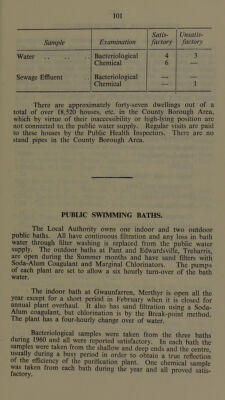 101
Satis- Unsatis-
Sample Examination factory factory
Water .. .. .. Bacteriological 4 3
Chemical 6 —
Sewage Effluent .. Bacteriological — —
Chemical — 1
There are approximately forty-seven dwellings out of a
total of over 18,520 houses, etc. in the County Borough Area,
which by virtue of their inaccessibility or high-lying position are
not connected to the public water supply. Regular visits are paid
to these houses by the Public Health Inspectors. There are no
stand pipes in the County Borough Area.
PUBLIC SWIMMING BATHS.
The Local Authority owns one indoor and two outdoor
public baths. All have continuous filtration and any loss in bath
water through filter washing is replaced from the public water
supply. The outdoor baths at Pant and Edwardsville, Treharris,
are open during the Summer months and have sand filters with
Soda-Alum Coagulant and Marginal Chlorinators. The pumps
of each plant are set to allow a six hourly turn-over of the bath
water.
The indoor bath at Gwaunfarren, Merthyr is open all the
year except for a short period in February when it is closed for
annual plant overhaul. It also has sand filtration using a Soda-
Alum coagulant, but chlorination is by the Break-point method.
The plant has a four-hourly change over of water.
Bacteriological samples were taken from the three baths
during 1960 and all were reported satisfactory. In each bath the
samples were taken from the shallow and deep ends and the centre,
usually during a busy period in order to obtain a true reflection
of the efficiency of the purification plant. One chemical sample
was taken from each bath during the year and all proved satis-
factory.